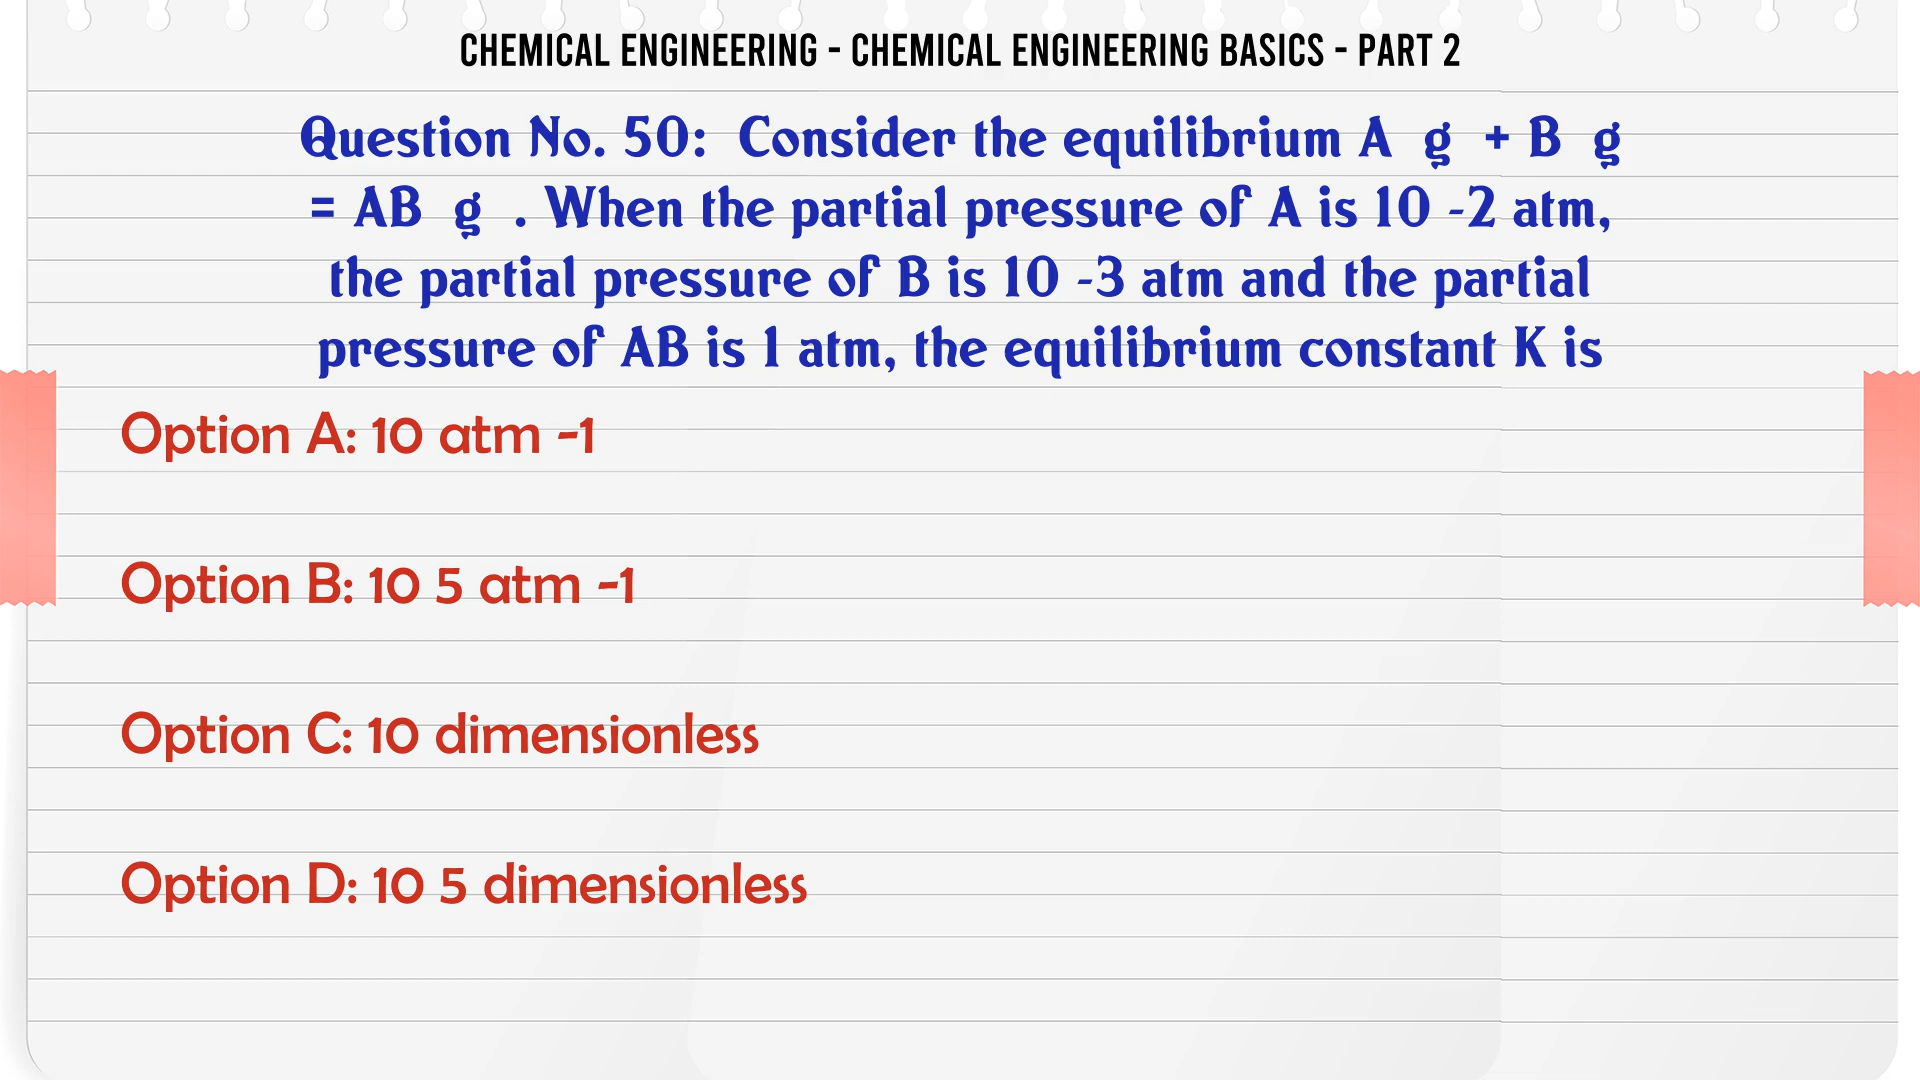 CHEMICAL ENGINEERING - CHEMICAL ENGINEERING BASICS - PART 2
Question No. 50: Consider the equilibrium A g + B g
= AB g . When the partial pressure of A is 10 -2 atm,
the partial pressure of B is 10 -3 atm and the partial
pressure of AB is 1 atm, the equilibrium constant K is
Option A: 10 atm -1
Option B: 10 5 atm -1
Option C: 10 dimensionless
Option D: 10 5 dimensionless